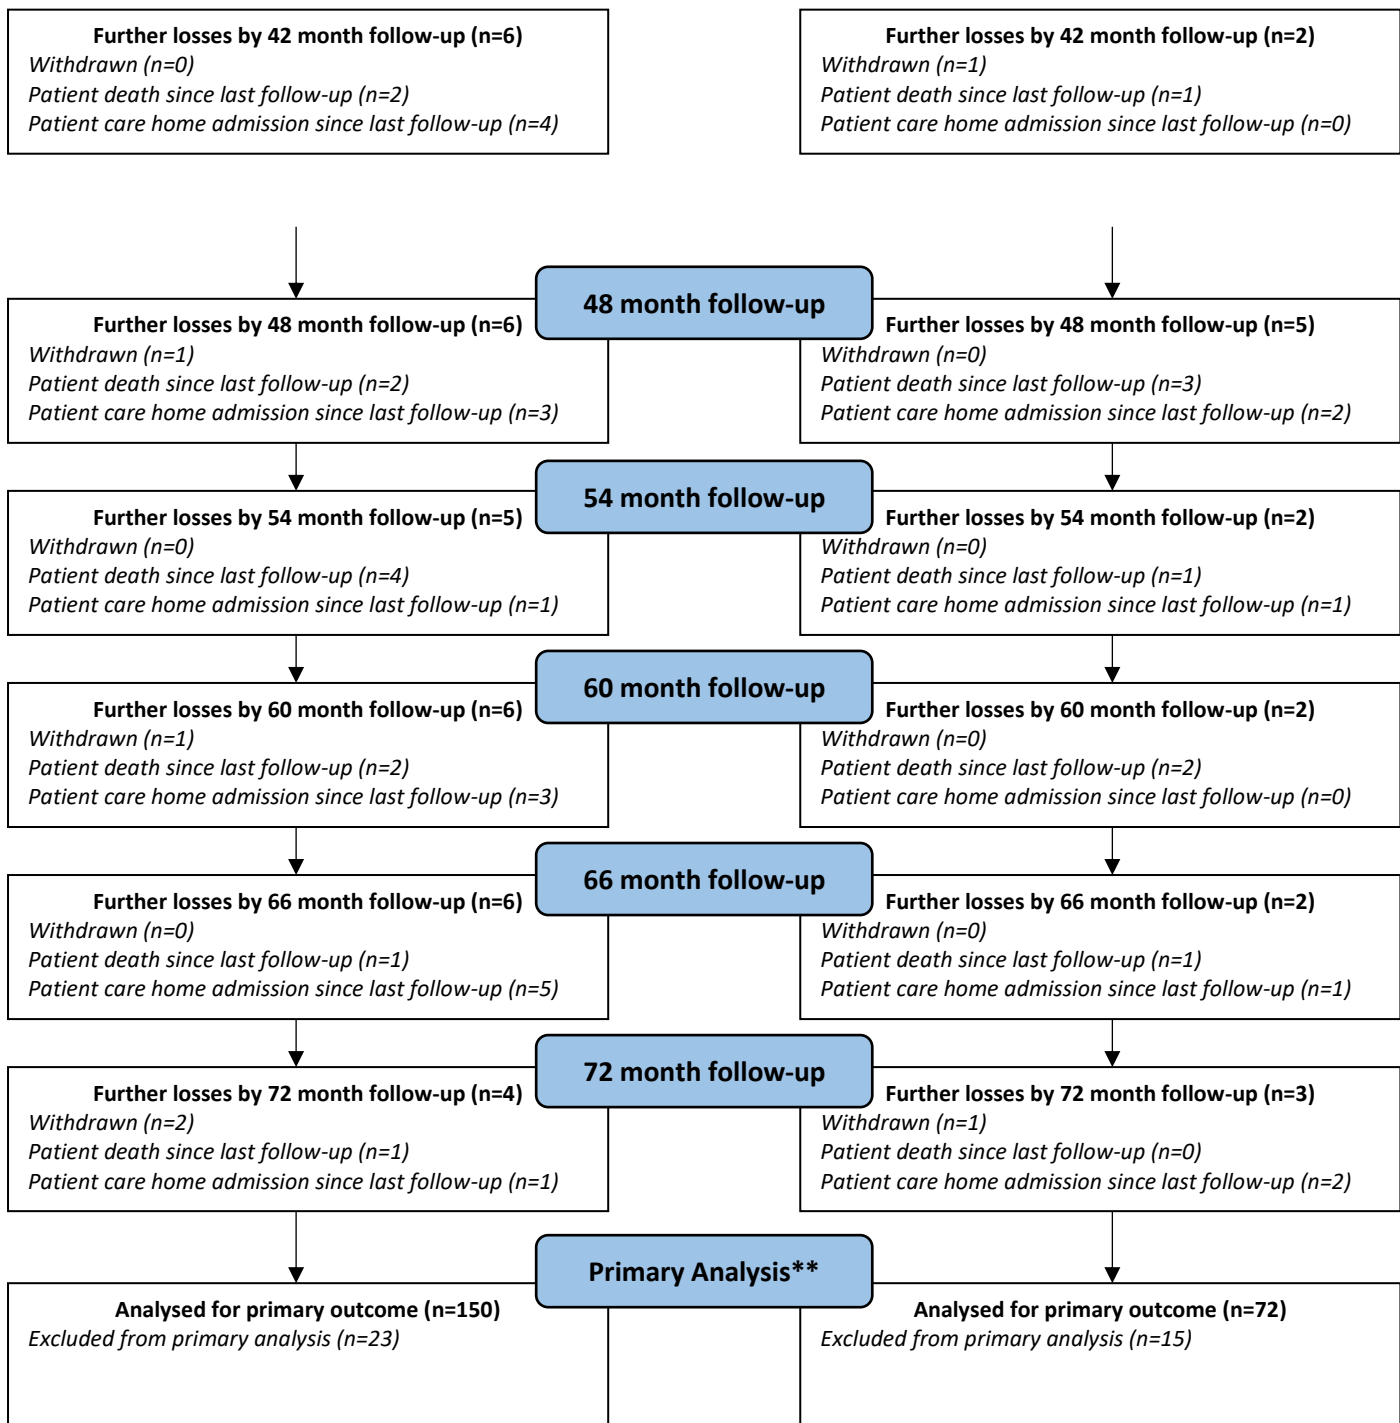 Further losses by 42 month follow-up (n=6)
Withdrawn (n=0)
Patient death since last follow-up (n=2)
Patient care home admission since last follow-up (n=4)
Further losses by 42 month follow-up (n=2)
Withdrawn (n=1)
Patient death since last follow-up (n=1)
Patient care home admission since last follow-up (n=0)
48 month follow-up
Further losses by 48 month follow-up (n=6)
Withdrawn (n=1)
Patient death since last follow-up (n=2)
Patient care home admission since last follow-up (n=3)
Further losses by 48 month follow-up (n=5)
Withdrawn (n=0)
Patient death since last follow-up (n=3)
Patient care home admission since last follow-up (n=2)
54 month follow-up
Further losses by 54 month follow-up (n=5)
Withdrawn (n=0)
Patient death since last follow-up (n=4)
Patient care home admission since last follow-up (n=1)
Further losses by 54 month follow-up (n=2)
Withdrawn (n=0)
Patient death since last follow-up (n=1)
Patient care home admission since last follow-up (n=1)
60 month follow-up
Further losses by 60 month follow-up (n=6)
Withdrawn (n=1)
Patient death since last follow-up (n=2)
Patient care home admission since last follow-up (n=3)
Further losses by 60 month follow-up (n=2)
Withdrawn (n=0)
Patient death since last follow-up (n=2)
Patient care home admission since last follow-up (n=0)
66 month follow-up
Further losses by 66 month follow-up (n=6)
Withdrawn (n=0)
Patient death since last follow-up (n=1)
Patient care home admission since last follow-up (n=5)
Further losses by 66 month follow-up (n=2)
Withdrawn (n=0)
Patient death since last follow-up (n=1)
Patient care home admission since last follow-up (n=1)
72 month follow-up
Further losses by 72 month follow-up (n=4)
Withdrawn (n=2)
Patient death since last follow-up (n=1)
Patient care home admission since last follow-up (n=1)
Further losses by 72 month follow-up (n=3)
Withdrawn (n=1)
Patient death since last follow-up (n=0)
Patient care home admission since last follow-up (n=2)
Primary Analysis**
Analysed for primary outcome (n=150)
Excluded from primary analysis (n=23)
Analysed for primary outcome (n=72)
Excluded from primary analysis (n=15)